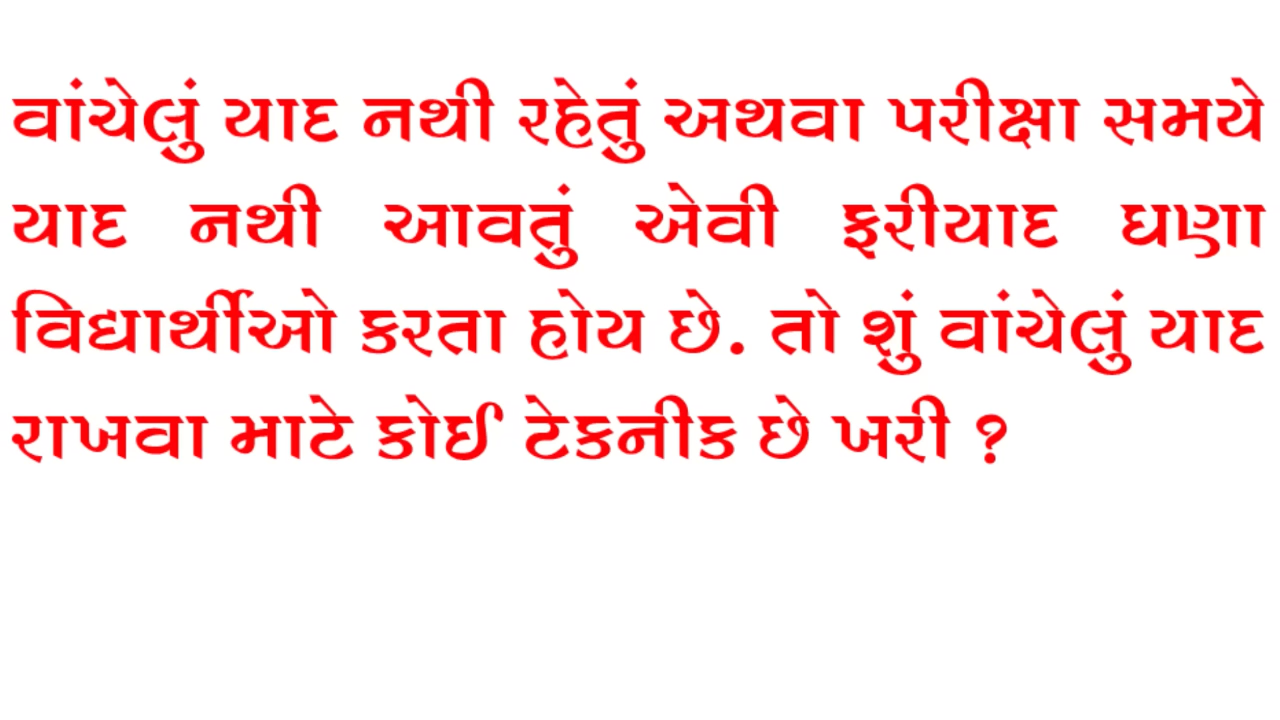 વાંચેલું યાદ નથી રહેતું અથવા પરીક્ષા સમયે
યાદ નથી આવતું એવી ફરીયાદ ઘણા
વિદ્યાર્થીઓ કરતા હોય છે. તો શું વાંચેલું યાદ
રાખવા માટે કોઈ ટેકનીક છે ખરી ?